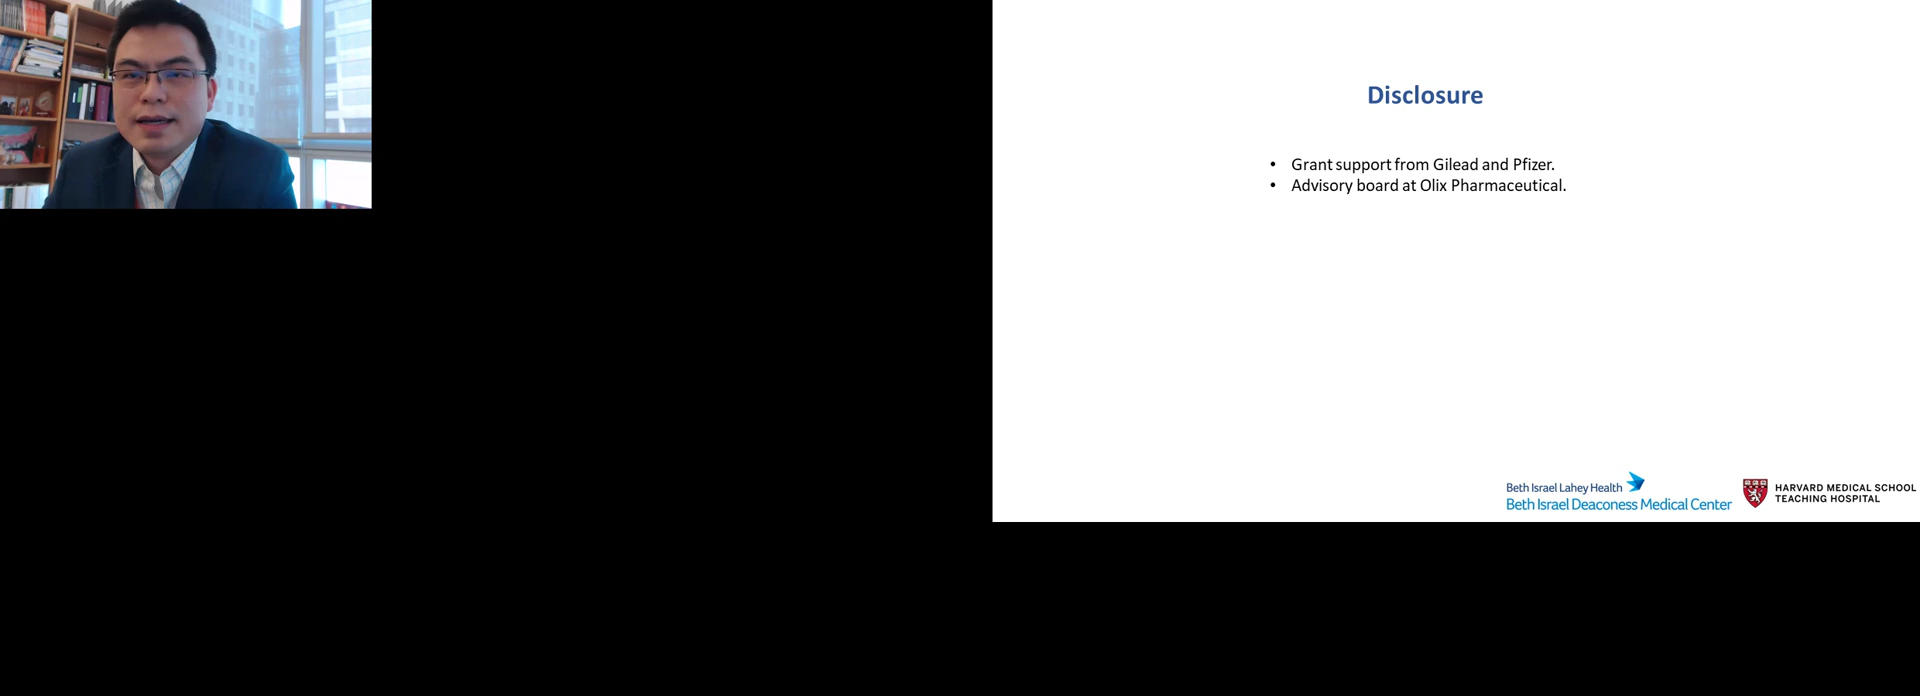 Disclosure
• Grant support from Gilead and Pfizer.
• Advisory board at Olix Pharmaceutical.
Beth Israel Lahey Health
Beth Israel Deaconess Medical Center
HARVARD MEDICAL SCHOOL
TEACHING HOSPITAL